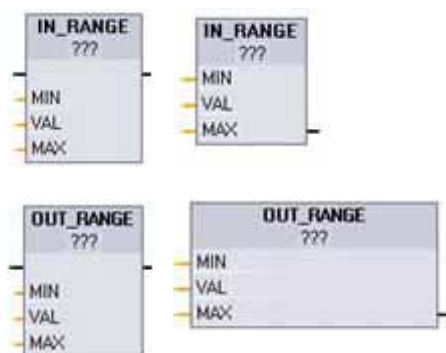 IN_RANGE
???
MIN
VAL
MAX
IN_RANGE
???
MIN
VAL
MAX
OUT_RANGE
???
MIN
VAL
MAX
OUT_RANGE
???
MIN
VAL
MAX